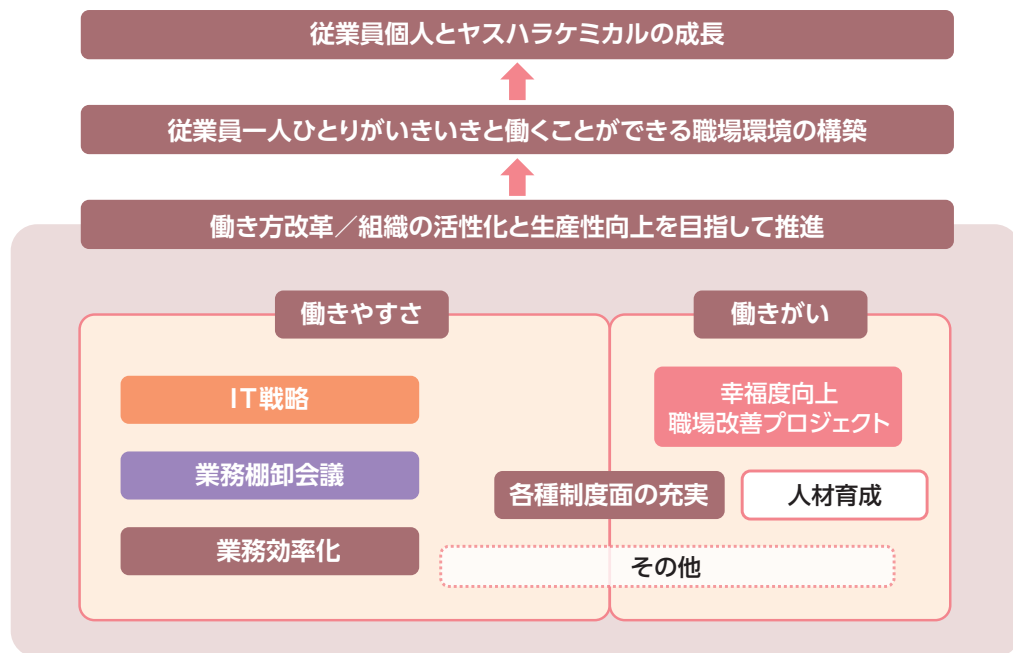 従業員個人とヤスハラケミカルの成長
従業員一人ひとりがいきいきと働くことができる職場環境の構築
働き方改革／組織の活性化と生産性向上を目指して推進
働きやすさ
働きがい
IT戦略
幸福度向上
職場改善プロジェクト
業務棚卸会議
各種制度面の充実
人材育成
業務効率化
その他